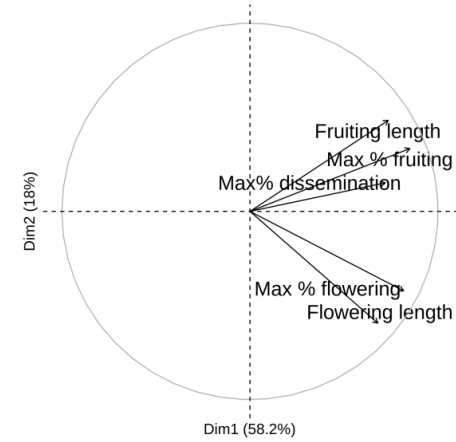 Fruiting length
Max % fruiting
Max% dissemination
Dim2 (18%)
Max % flowering
Flowering length
Dim1 (58.2%)